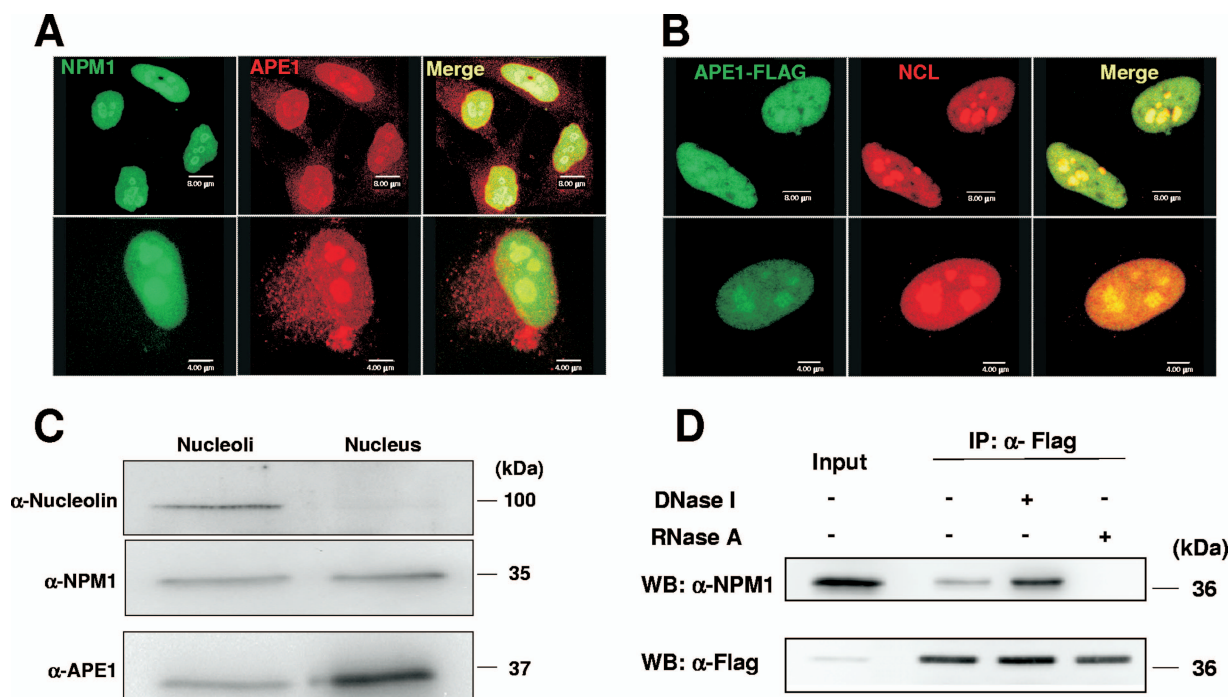 A
NPM1 APE1 Merge
8.00 µm 8.00 µm 8.00 µm
4.00 µm 4.00 µm 4.00 µm
B
APE1-FLAG NCL Merge
8.00 µm 8.00 µm 8.00 µm
4.00 µm 4.00 µm 4.00 µm
C
Nucleoli Nucleus
(kDa)
α-Nucleolin 100
α-NPM1 35
α-APE1 37
D
IP: α- Flag
Input
DNase I - - + -
RNase A - - - +
(kDa)
WB: α-NPM1 36
WB: α-Flag 36